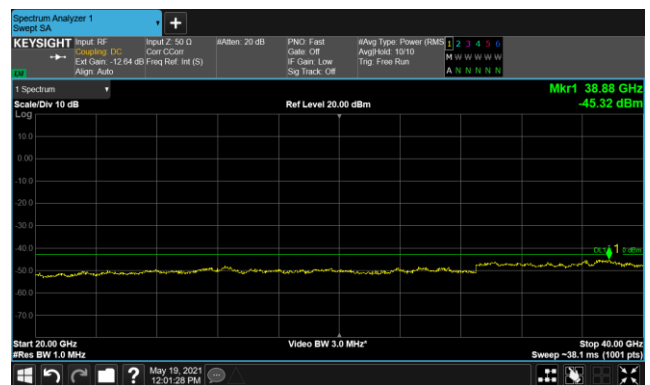 Spectrum Analyzer 1
Swept SA
KEYSIGHT
Input: RF
Coupling: DC
Ext Gain: -12.64 dB
Align: Auto
Input Z: 50 Ω
Corr CCorr
Freq Ref: Int (S)
#Atten: 20 dB
PNO: Fast
Gate: Off
IF Gain: Low
Sig Track: Off
#Avg Type: Power (RMS
Avg|Hold: 10/10
Trig: Free Run
1 2 3 4 5 6
M W W W W W
A N N N N N
1 Spectrum
Scale/Div 10 dB
Ref Level 20.00 dBm
Mkr1 38.88 GHz
-45.32 dBm
Log
10.0
0.00
-10.0
-20.0
-30.0
-40.0
-50.0
-60.0
-70.0
1
Start 20.00 GHz
#Res BW 1.0 MHz
Video BW 3.0 MHz*
Stop 40.00 GHz
Sweep ~38.1 ms (1001 pts)
May 19, 2021
12:01:28 PM